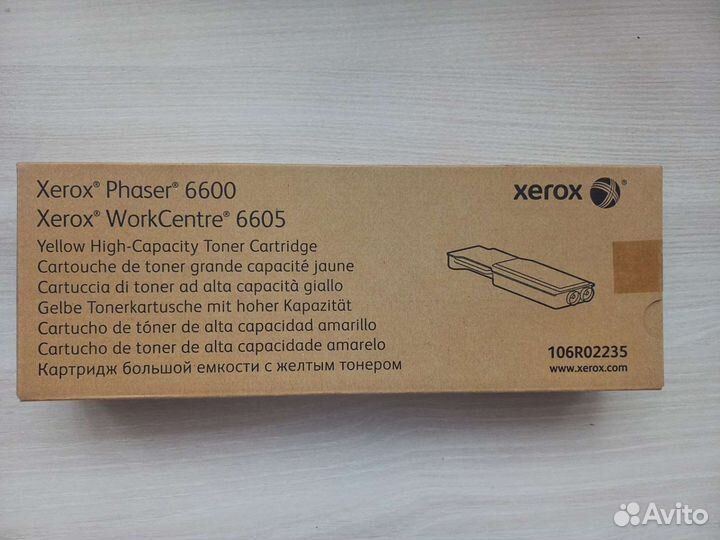 Xerox® Phaser® 6600
Xerox® WorkCentre® 6605
Yellow High-Capacity Toner Cartridge
Cartouche de toner grande capacité jaune
Cartuccia di toner ad alta capacità giallo
Gelbe Tonerkartusche mit hoher Kapazität
Cartucho de tóner de alta capacidad amarillo
Cartucho de toner de alta capacidade amarelo
Картридж большой емкости с желтым тонером
xerox®
106R02235
www.xerox.com
Avito